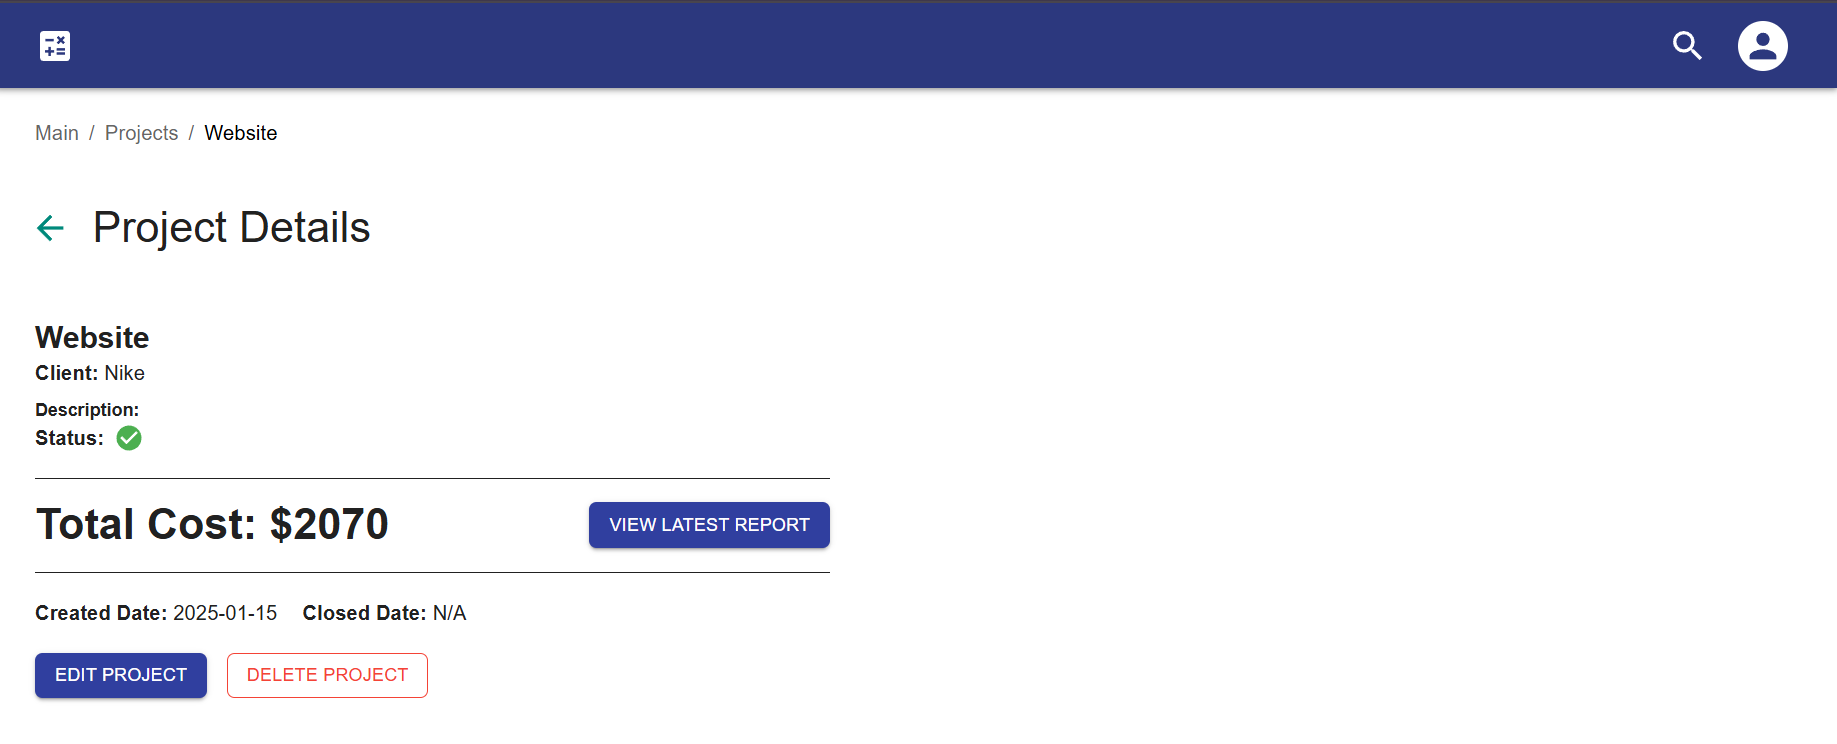 Main / Projects / Website
Project Details
Website
Client: Nike
Description:
Status:
Total Cost: $2070
VIEW LATEST REPORT
Created Date: 2025-01-15 Closed Date: N/A
EDIT PROJECT
DELETE PROJECT